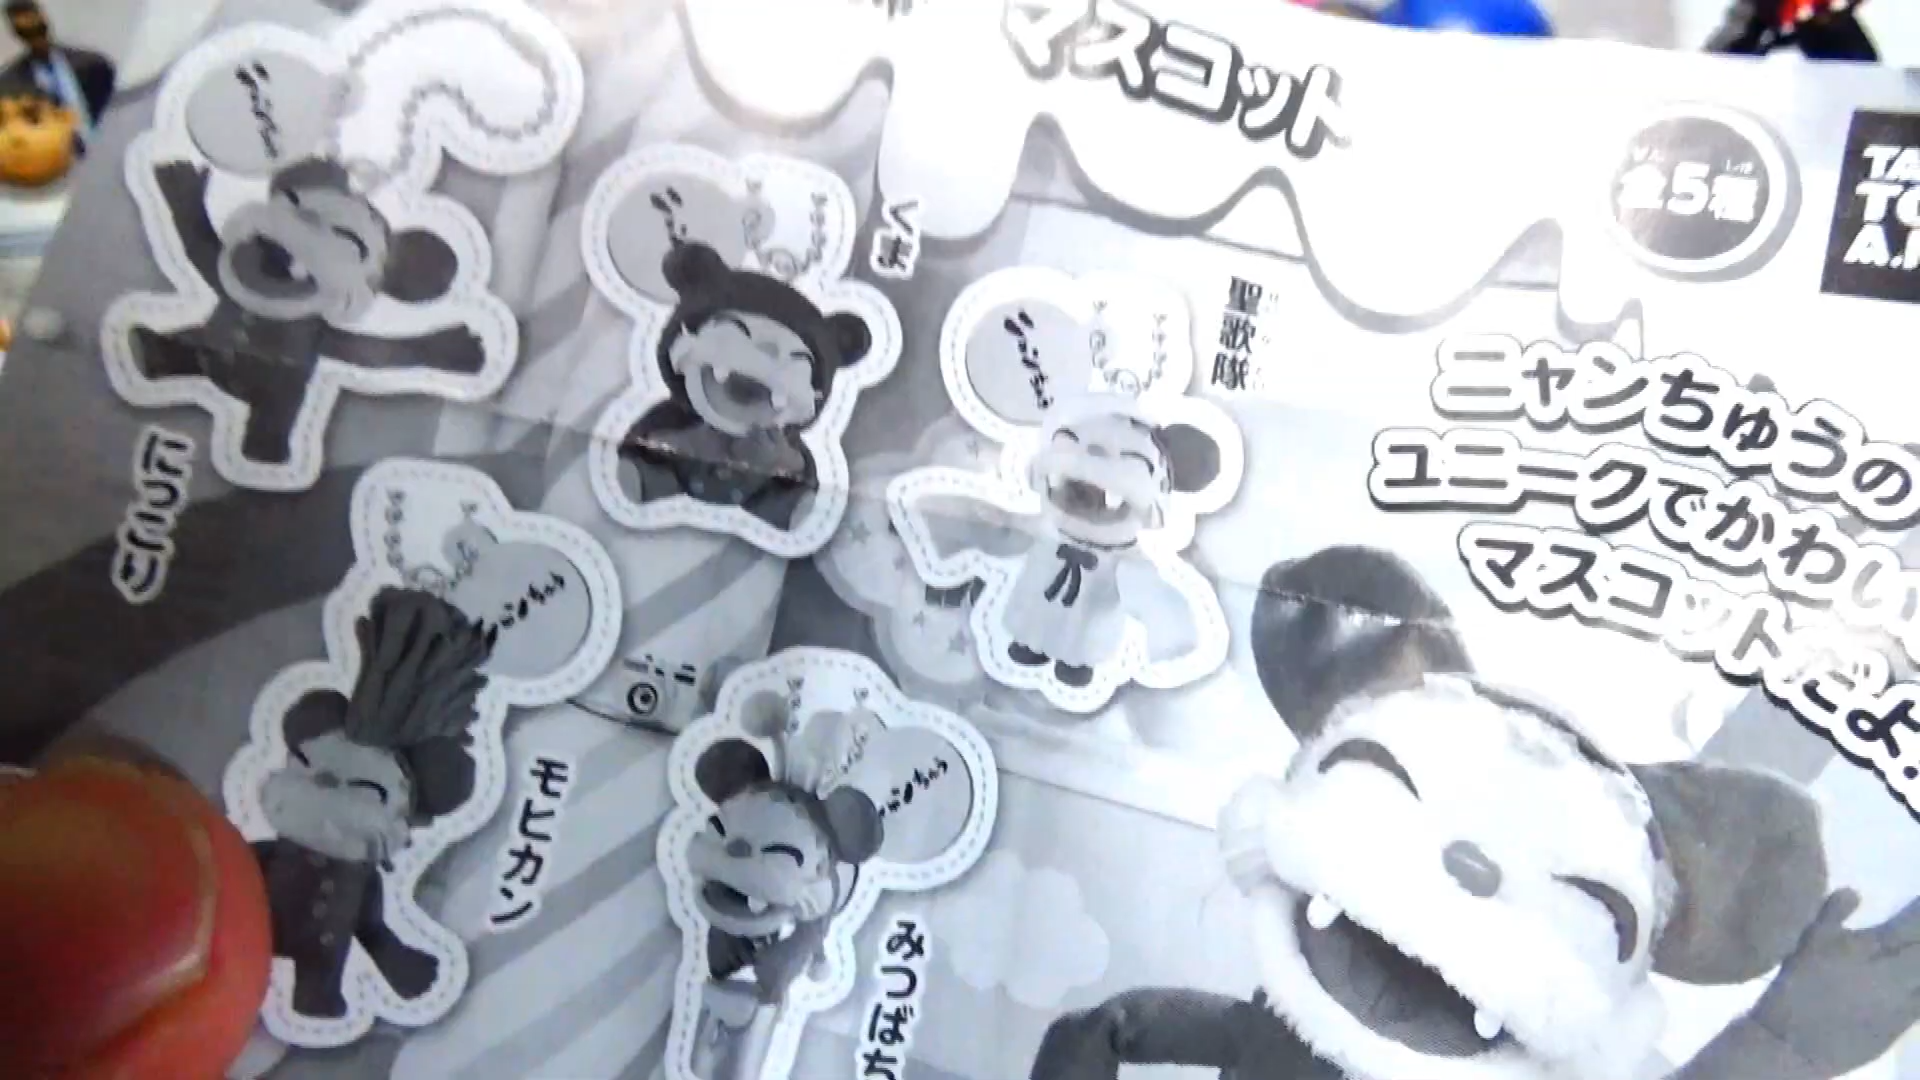 マスコット
全5種
くま
聖歌隊
ニャンちゅうの
ユニークでかわい
マスコットだよ
にっこり
モヒカン
みつばち